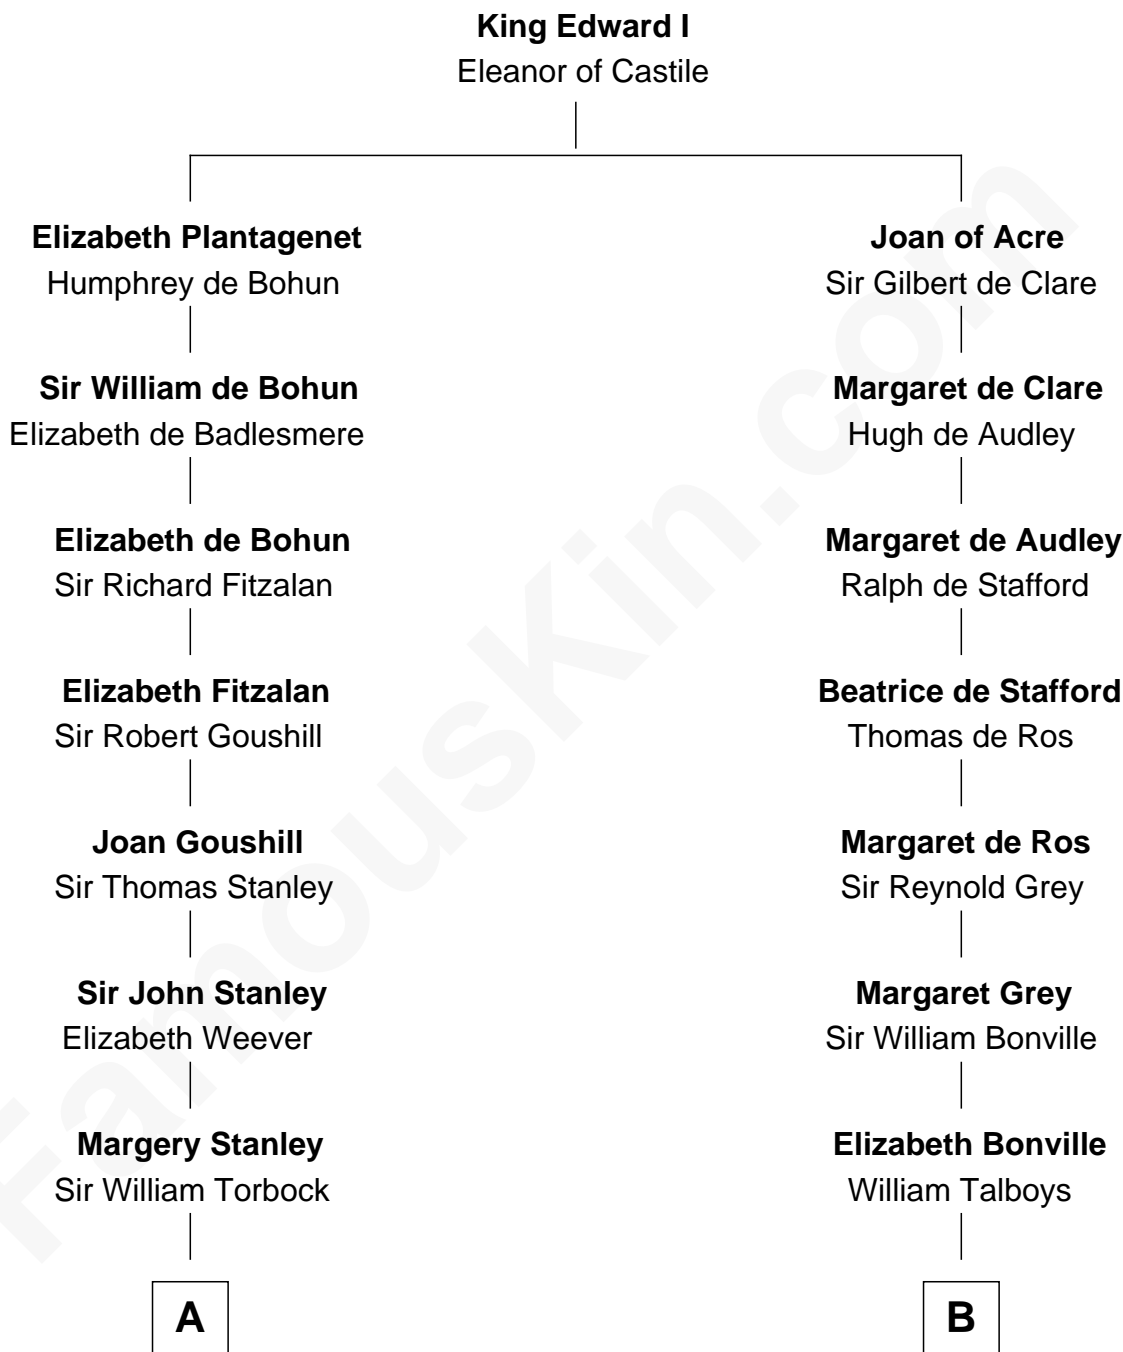 King Edward I
Eleanor of Castile
Elizabeth Plantagenet
Humphrey de Bohun
Joan of Acre
Sir Gilbert de Clare
Sir William de Bohun
Elizabeth de Badlesmere
Margaret de Clare
Hugh de Audley
Elizabeth de Bohun
Sir Richard Fitzalan
Margaret de Audley
Ralph de Stafford
Elizabeth Fitzalan
Sir Robert Goushill
Beatrice de Stafford
Thomas de Ros
Joan Goushill
Sir Thomas Stanley
Margaret de Ros
Sir Reynold Grey
Sir John Stanley
Elizabeth Weever
Margaret Grey
Sir William Bonville
Margery Stanley
Sir William Torbock
Elizabeth Bonville
William Talboys
A
B
FamousKin.com